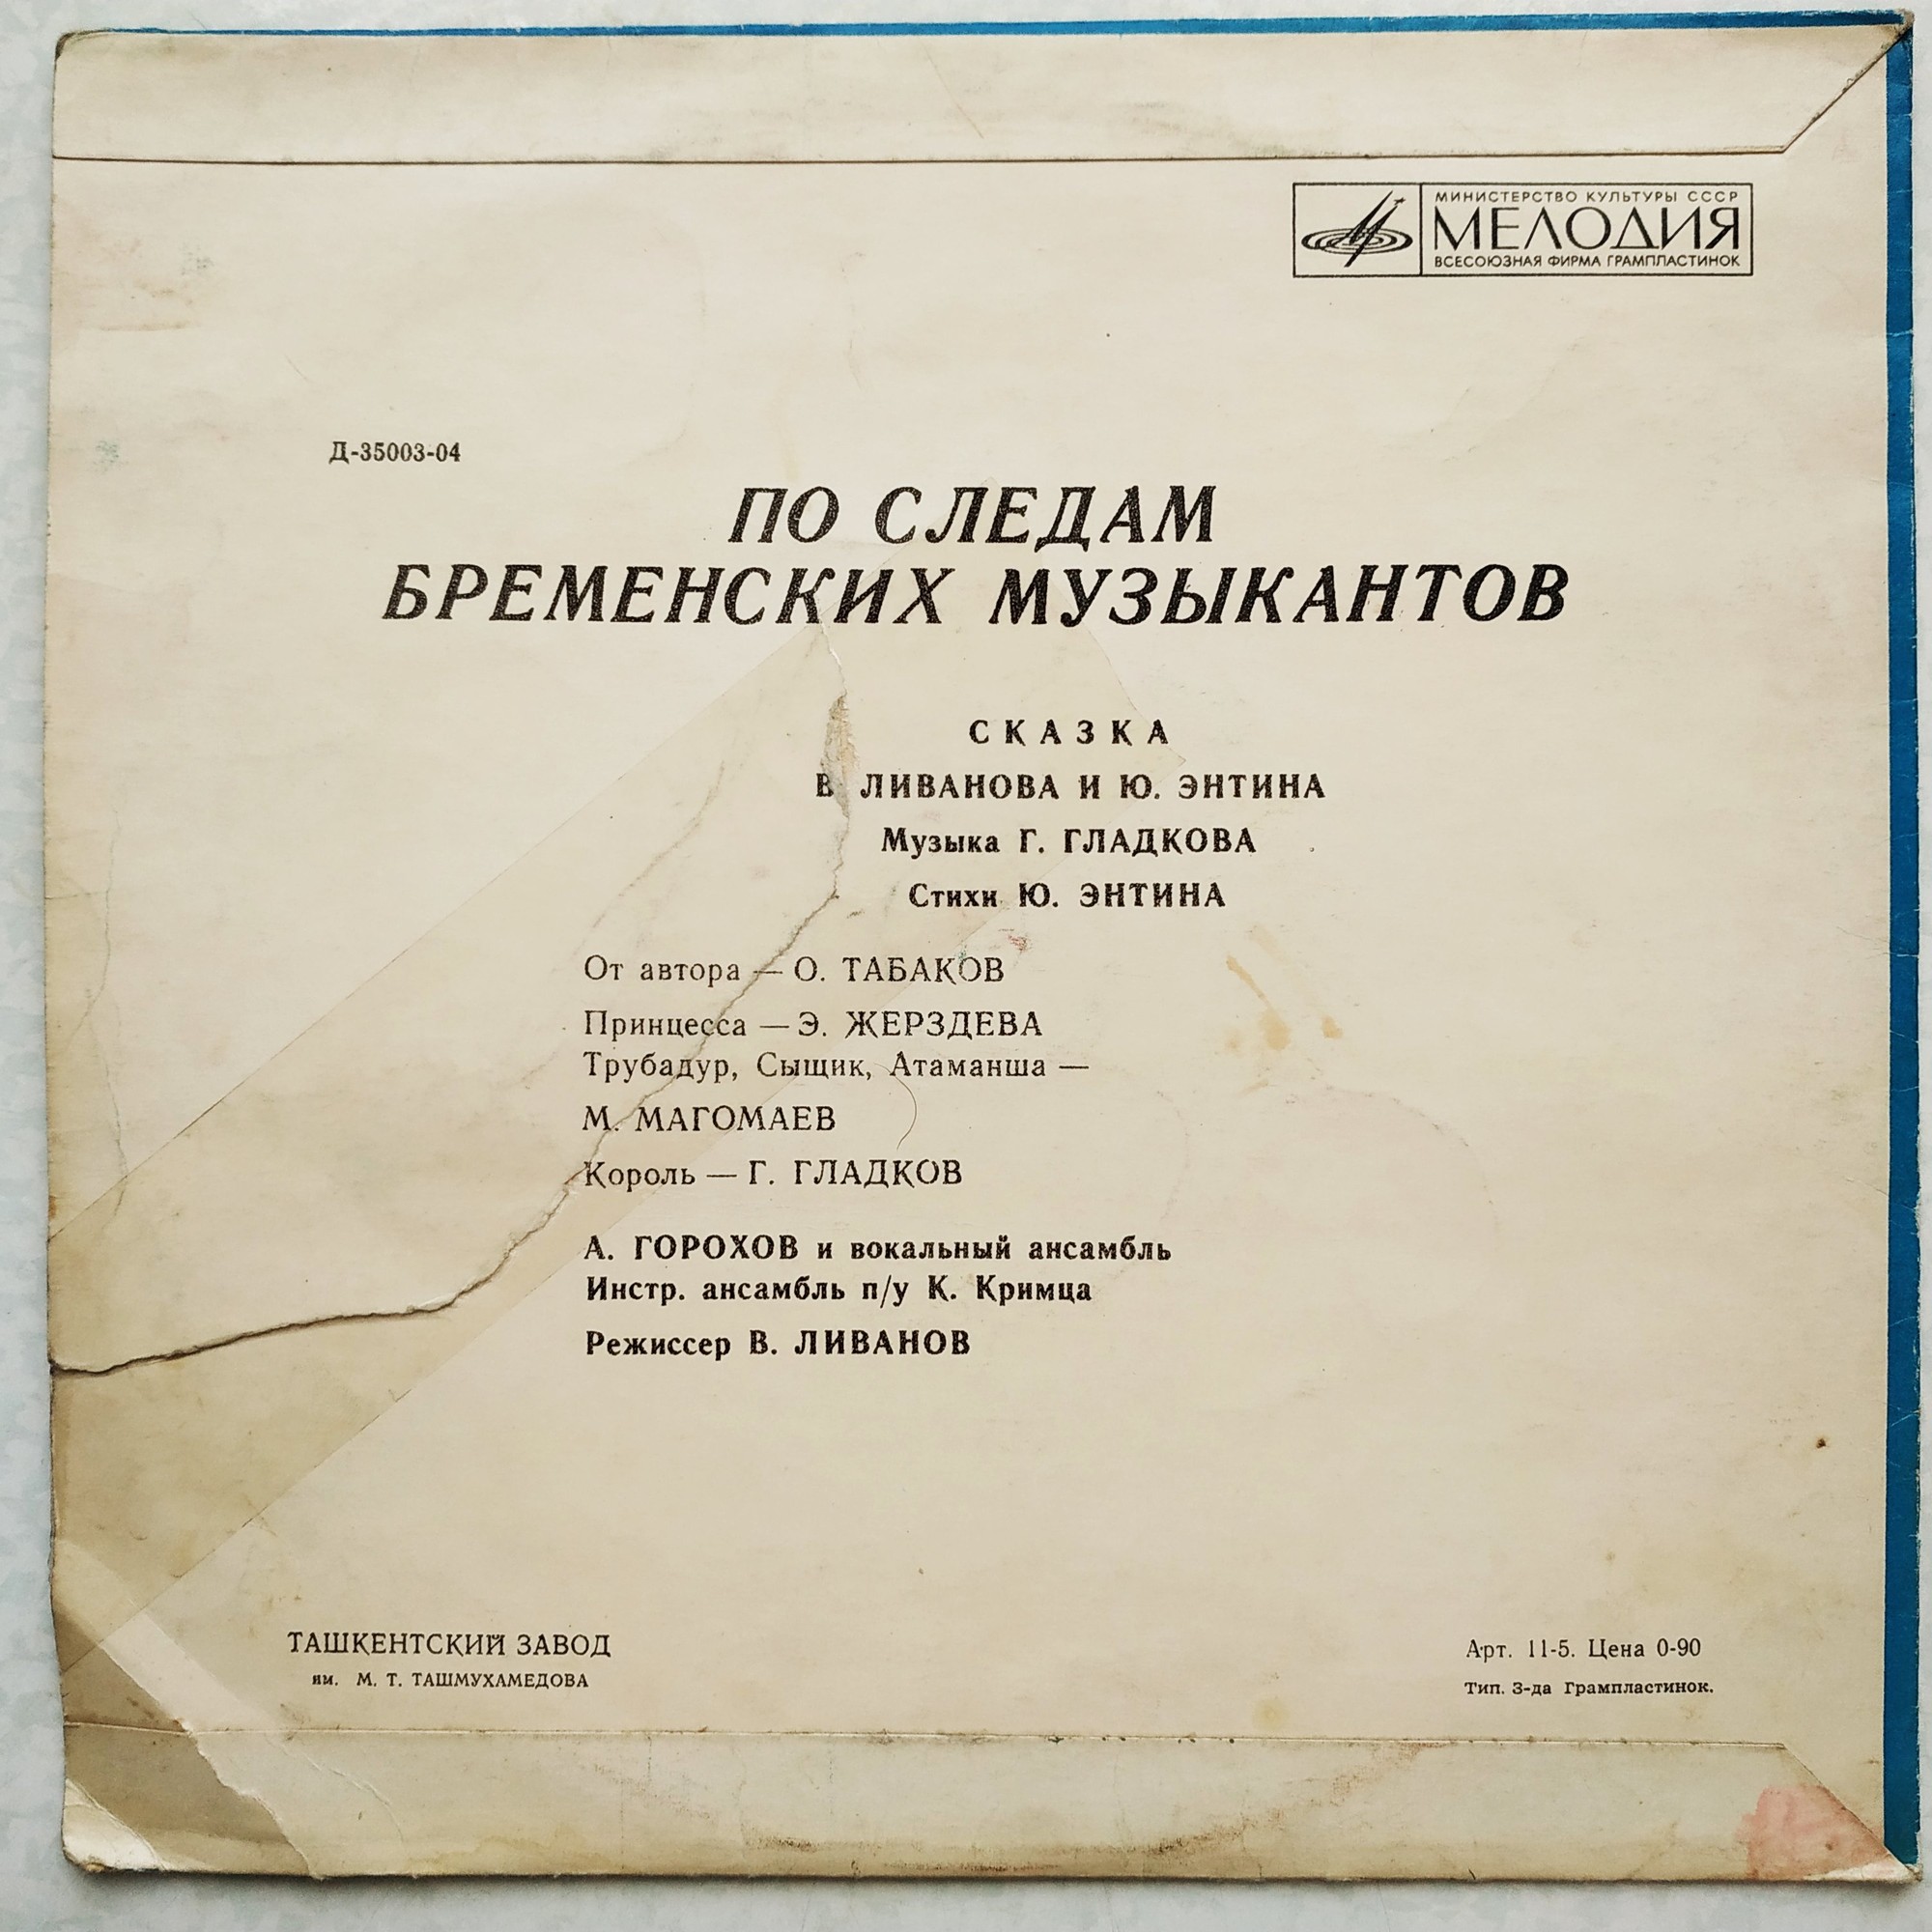 МИНИСТЕРСТВО КУЛЬТУРЫ СССР
МЕЛОДИЯ
ВСЕСОЮЗНАЯ ФИРМА ГРАМПЛАСТИНОК
Д-35003-04
ПО СЛЕДАМ
БРЕМЕНСКИХ МУЗЫКАНТОВ
СКАЗКА
В ЛИВАНОВА И Ю. ЭНТИНА
Музыка Г. ГЛАДКОВА
Стихи Ю. ЭНТИНА
От автора — О. ТАБАКОВ
Принцесса — Э. ЖЕРЗДЕВА
Трубадур, Сыщик, Атаманша —
М. МАГОМАЕВ
Король — Г. ГЛАДКОВ
А. ГОРОХОВ и вокальный ансамбль
Инстр. ансамбль п/у К. Кримца
Режиссер В. ЛИВАНОВ
ТАШКЕНТСКИЙ ЗАВОД
им. М. Т. ТАШМУХАМЕДОВА
Арт. 11-5. Цена 0-90
Тип. З-да Грампластинок.